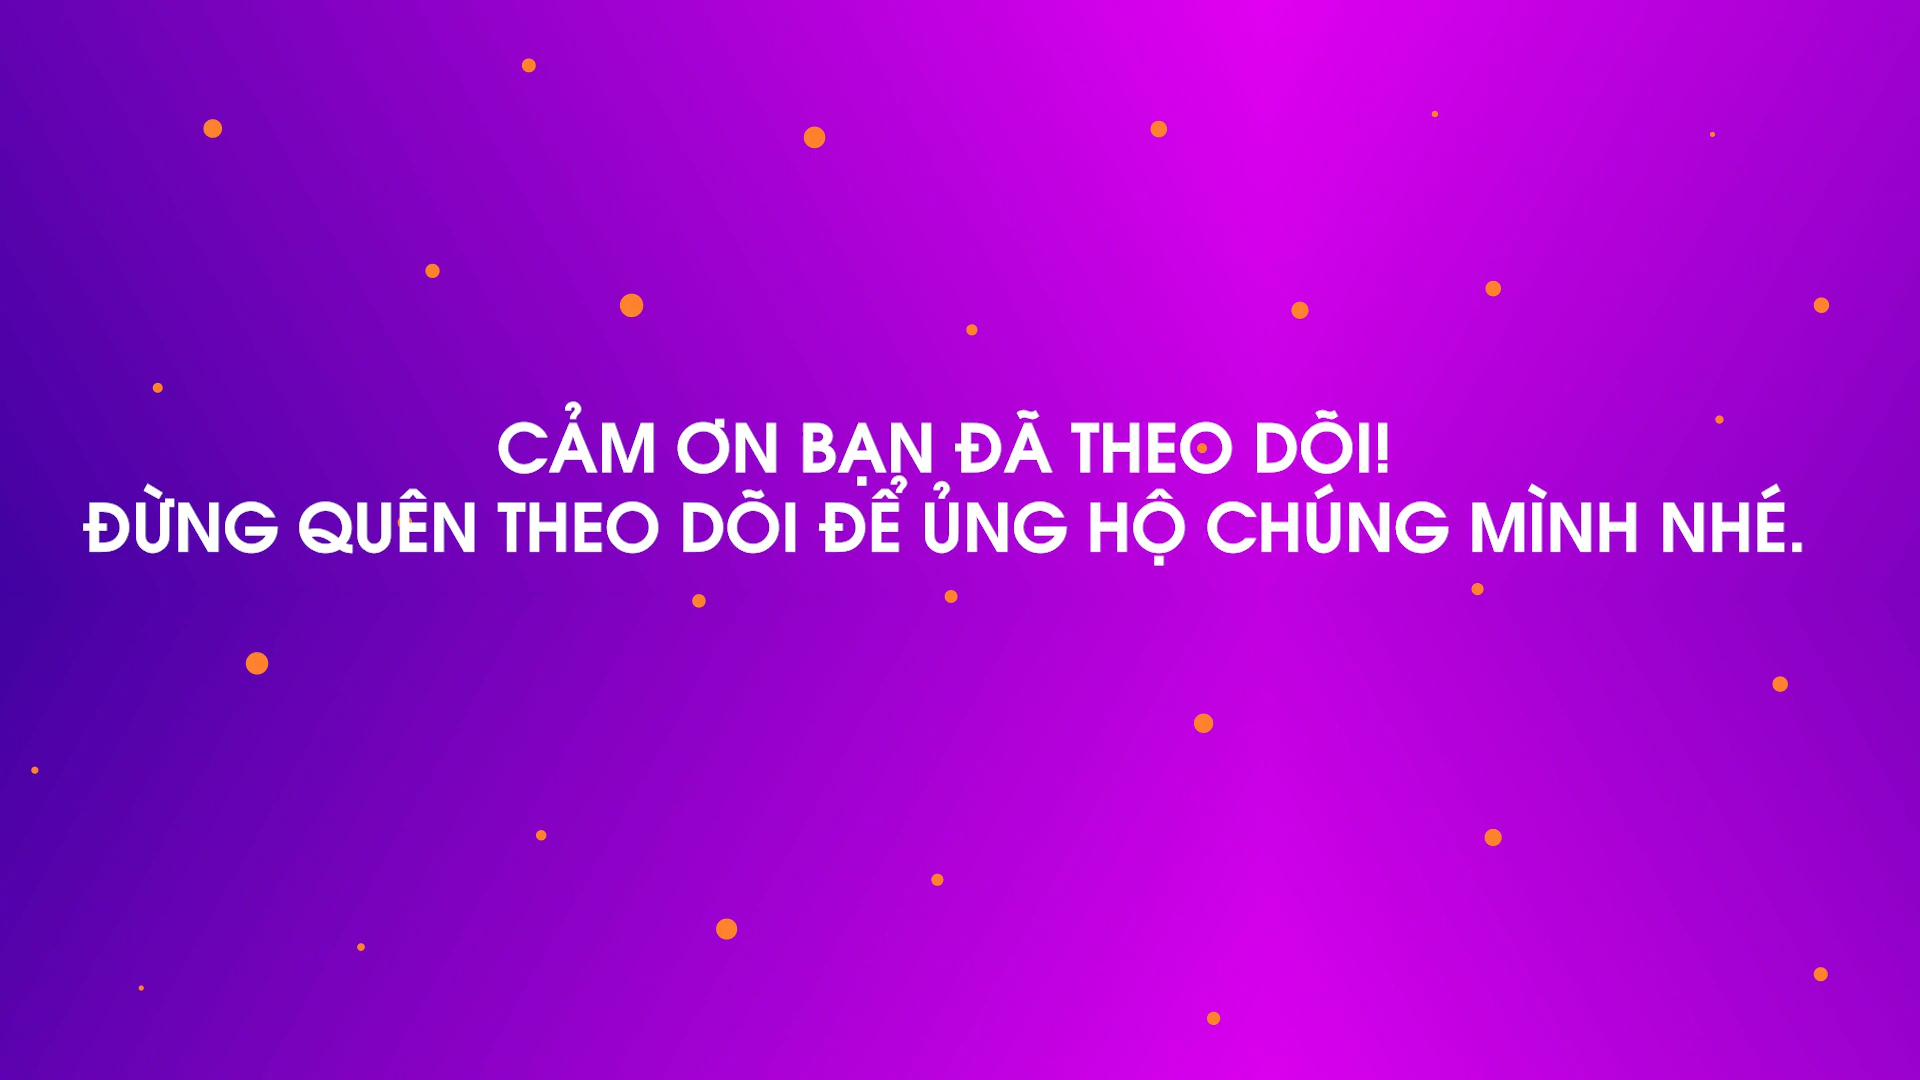 CẢM ƠN BẠN ĐÃ THEO DÕI!
ĐỪNG QUÊN THEO DÕI ĐỂ ỦNG HỘ CHÚNG MÌNH NHÉ.